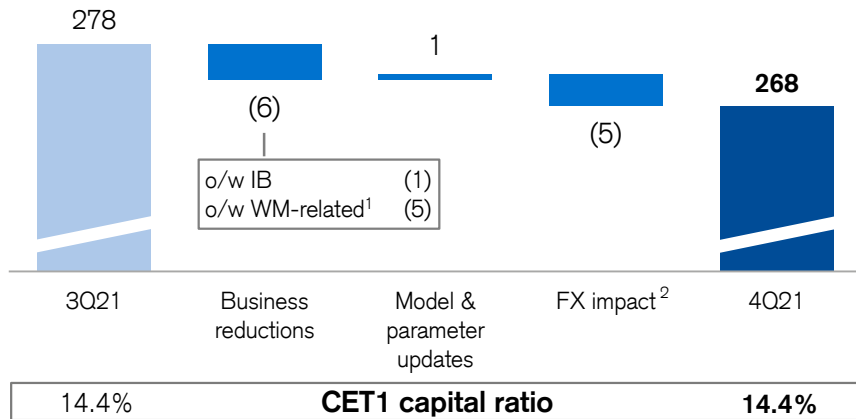 278
1
268
(6)
(5)
o/w IB (1)
o/w WM-related¹ (5)
3Q21 Business reductions Model & parameter updates FX impact² 4Q21
14.4% CET1 capital ratio 14.4%